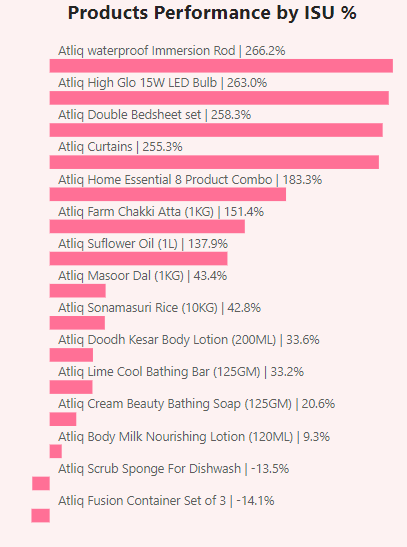 Products Performance by ISU %
Atliq waterproof Immersion Rod | 266.2%
Atliq High Glo 15W LED Bulb | 263.0%
Atliq Double Bedsheet set | 258.3%
Atliq Curtains | 255.3%
Atliq Home Essential 8 Product Combo | 183.3%
Atliq Farm Chakki Atta (1KG) | 151.4%
Atliq Suflower Oil (1L) | 137.9%
Atliq Masoor Dal (1KG) | 43.4%
Atliq Sonamasuri Rice (10KG) | 42.8%
Atliq Doodh Kesar Body Lotion (200ML) | 33.6%
Atliq Lime Cool Bathing Bar (125GM) | 33.2%
Atliq Cream Beauty Bathing Soap (125GM) | 20.6%
Atliq Body Milk Nourishing Lotion (120ML) | 9.3%
Atliq Scrub Sponge For Dishwash | -13.5%
Atliq Fusion Container Set of 3 | -14.1%